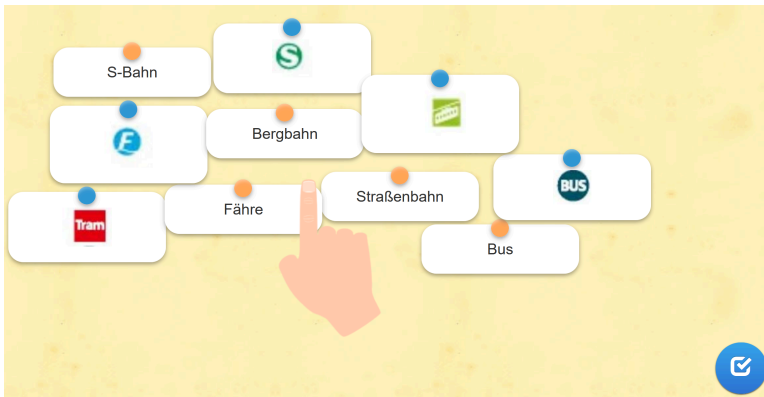 S-Bahn
S
F
Bergbahn
BUS
Tram
Fähre
Straßenbahn
Bus